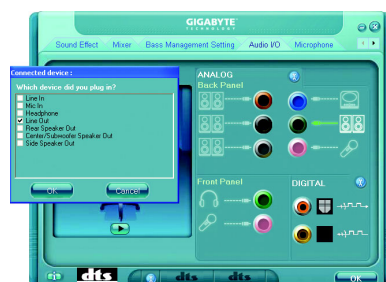 GIGABYTE
TECHNOLOGY
Sound Effect Mixer Bass Management Setting Audio I/O Microphone
Connected device :
Which device did you plug in?
Line In
Mic In
Headphone
Line Out
Rear Speaker Out
Center/Subwoofer Speaker Out
Side Speaker Out
OK Cancel
ANALOG
Back Panel
Front Panel
DIGITAL
dts dts dts
OK